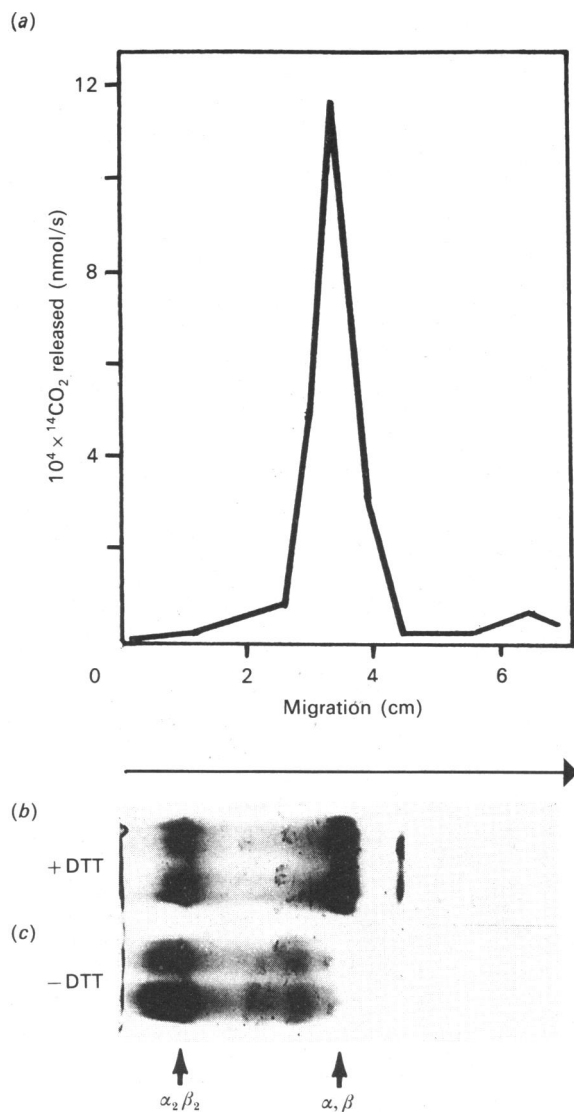 (a)
12
8
4
10⁴ × ¹⁴CO₂ released (nmol/s)
0 2 4 6
Migration (cm)
(b)
+ DTT
(c)
− DTT
α₂β₂ α, β